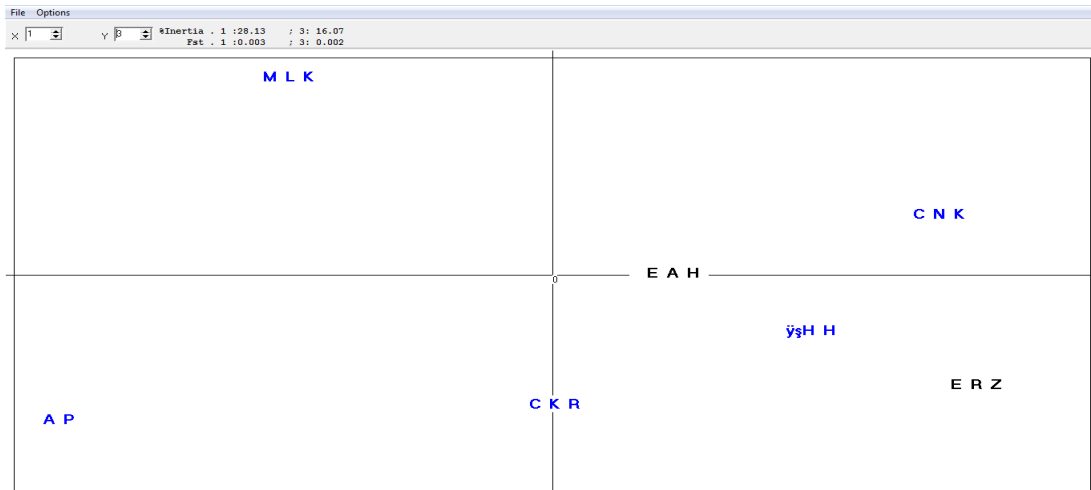 File Options
X 1 Y 3 %Inertia . 1 :28.13 ; 3: 16.07
Fst . 1 :0.003 ; 3: 0.002
M L K
C N K
E A H
0
ÿşH H
E R Z
C K R
A P